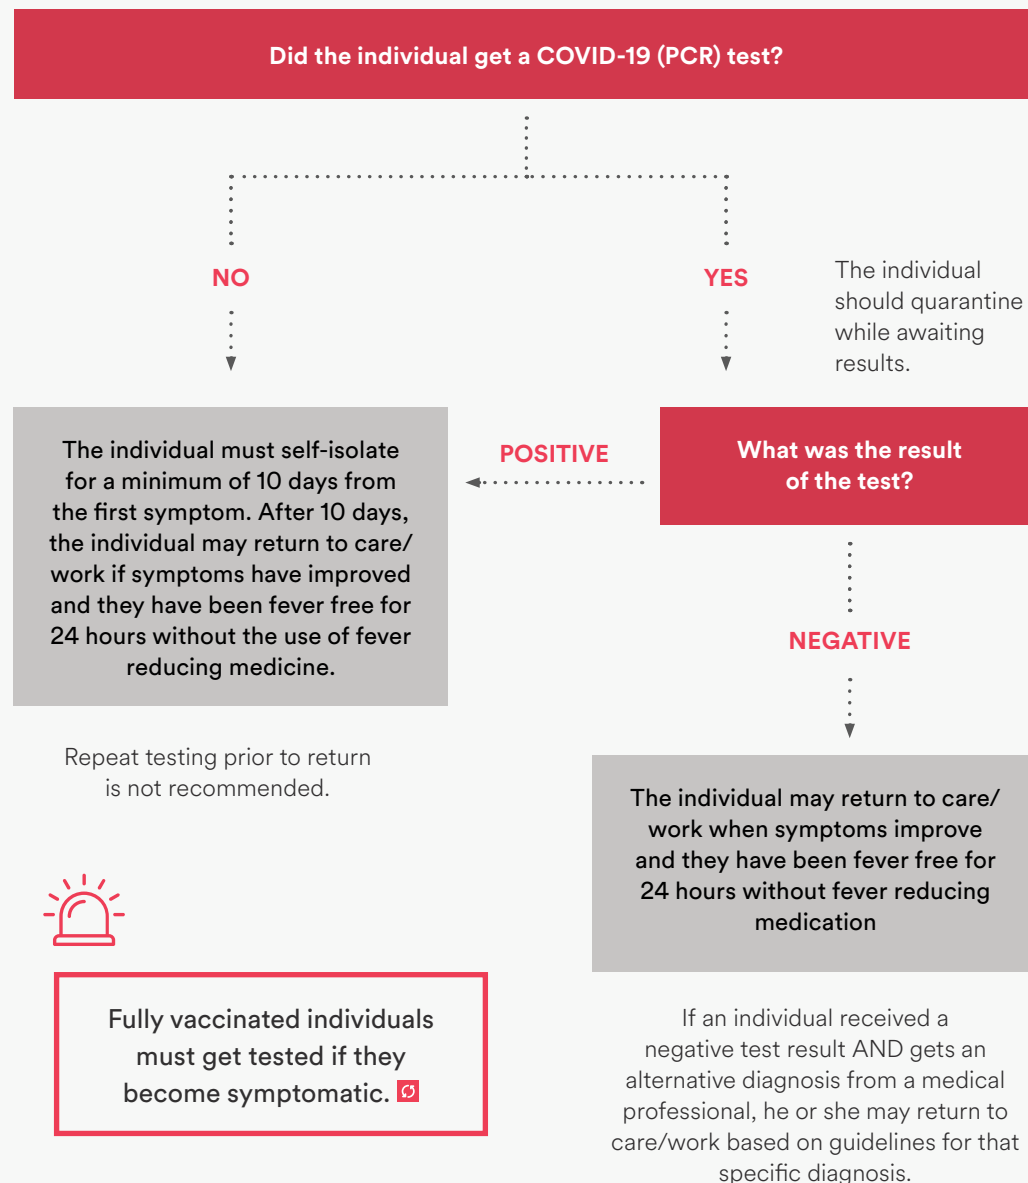 Did the individual get a COVID-19 (PCR) test?
NO
YES
The individual
should quarantine
while awaiting
results.
The individual must self-isolate
for a minimum of 10 days from
the first symptom. After 10 days,
the individual may return to care/
work if symptoms have improved
and they have been fever free for
24 hours without the use of fever
reducing medicine.
POSITIVE
What was the result
of the test?
NEGATIVE
Repeat testing prior to return
is not recommended.
The individual may return to care/
work when symptoms improve
and they have been fever free for
24 hours without fever reducing
medication
Fully vaccinated individuals
must get tested if they
become symptomatic.
If an individual received a
negative test result AND gets an
alternative diagnosis from a medical
professional, he or she may return to
care/work based on guidelines for that
specific diagnosis.